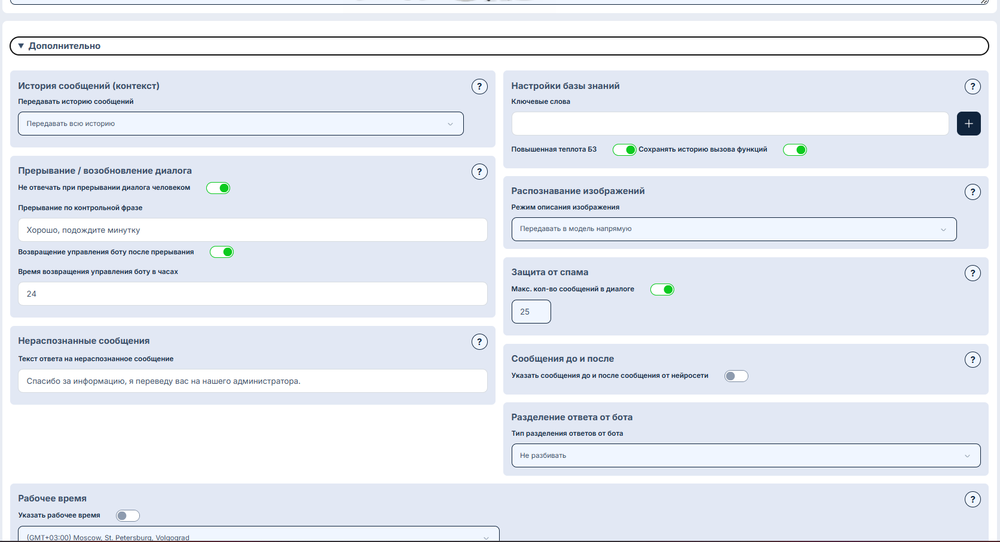 Дополнительно
История сообщений (контекст)
?
Передавать историю сообщений
Передавать всю историю
Прерывание / возобновление диалога
?
Не отвечать при прерывании диалога человеком
Прерывание по контрольной фразе
Хорошо, подождите минутку
Возвращение управления боту после прерывания
Время возвращения управления боту в часах
24
Нераспознанные сообщения
?
Текст ответа на нераспознанное сообщение
Спасибо за информацию, я переведу вас на нашего администратора.
Настройки базы знаний
?
Ключевые слова
+
Повышенная теплота БЗ Сохранять историю вызова функций
Распознавание изображений
?
Режим описания изображения
Передавать в модель напрямую
Защита от спама
?
Макс. кол-во сообщений в диалоге
25
Сообщения до и после
?
Указать сообщения до и после сообщения от нейросети
Разделение ответа от бота
Тип разделения ответов от бота
Не разбивать
Рабочее время
?
Указать рабочее время
(GMT+03:00) Moscow, St. Petersburg, Volgograd